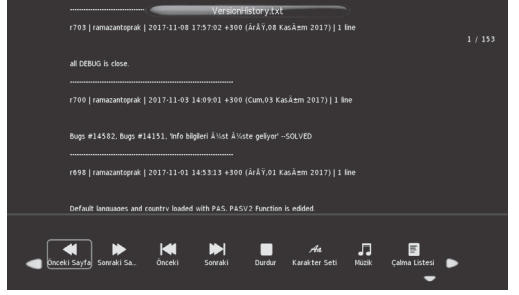 VersionHistory.txt
------------------------------------
r703 | ramazantoprak | 2017-11-08 17:57:02 +300 (ÃrÅŸ,08 KasÄ±m 2017) | 1 line
1 / 153
all DEBUG is close.
------------------------------------------------------------------------
r700 | ramazantoprak | 2017-11-03 14:09:01 +300 (Cum,03 KasÄ±m 2017) | 1 line
Bugs #14582, Bugs #14151, 'Info bilgileri Ã¼st Ã¼ste geliyor' --SOLVED
------------------------------------------------------------------------
r698 | ramazantoprak | 2017-11-01 14:53:13 +300 (ÃrÅŸ,01 KasÄ±m 2017) | 1 line
Default languages and country loaded with PAS. PASV2 Function is edided.
Önceki Sayfa Sonraki Sa... Önceki Sonraki Durdur Karakter Seti Müzik Çalma Listesi